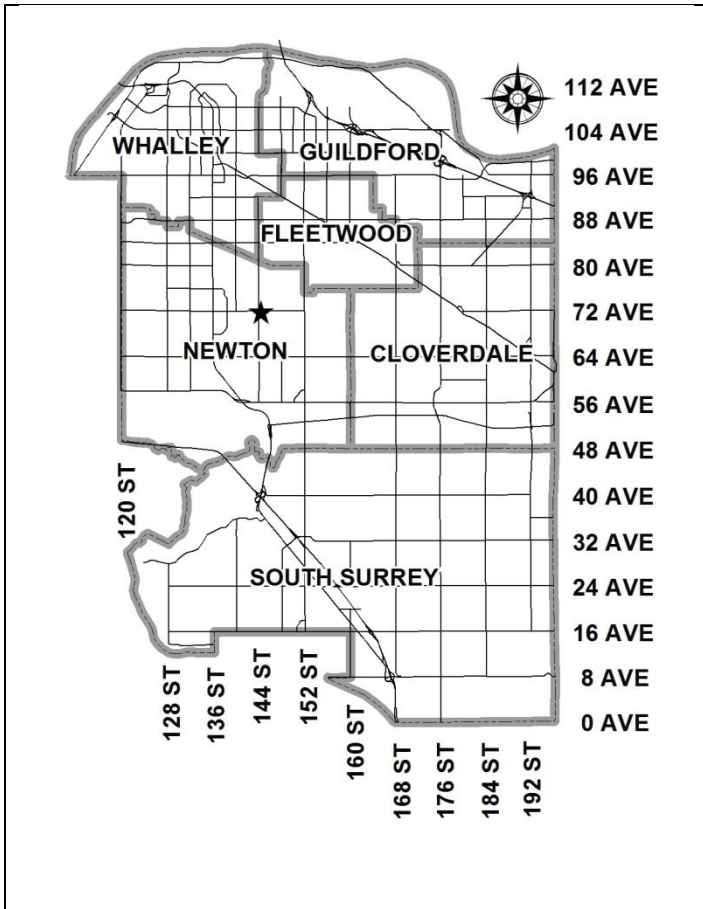 112 AVE
104 AVE
WHALLEY
GUILDFORD
96 AVE
88 AVE
FLEETWOOD
80 AVE
72 AVE
NEWTON
CLOVERDALE
64 AVE
56 AVE
48 AVE
120 ST
40 AVE
32 AVE
SOUTH SURREY
24 AVE
16 AVE
128 ST
136 ST
144 ST
152 ST
160 ST
168 ST
176 ST
184 ST
192 ST
8 AVE
0 AVE